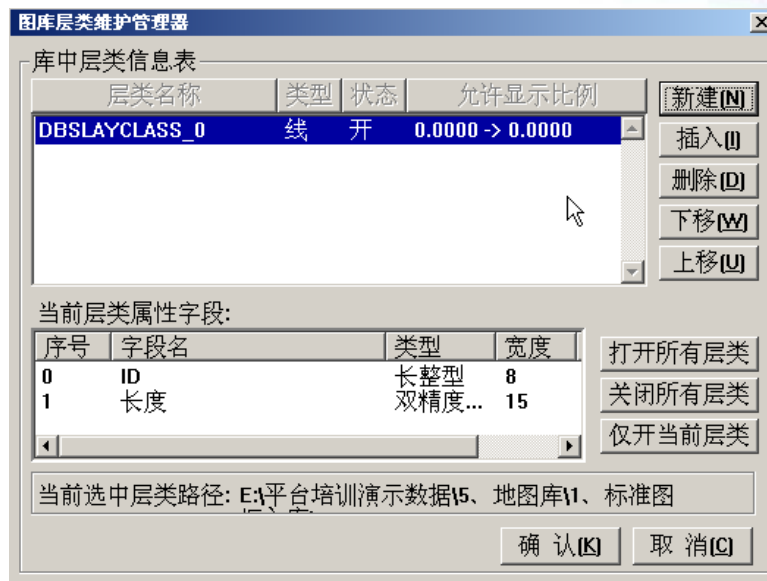 图库层类维护管理器
库中层类信息表
层类名称 类型 状态 允许显示比例
DBSLAYCLASS_0 线 开 0.0000 -> 0.0000
新建(N)
插入(I)
删除(D)
下移(W)
上移(U)
当前层类属性字段:
序号 字段名 类型 宽度
0 ID 长整型 8
1 长度 双精度... 15
打开所有层类
关闭所有层类
仅开当前层类
当前选中层类路径: E:\平台培训演示数据\5、地图库\1、标准图
确 认(K) 取 消(C)